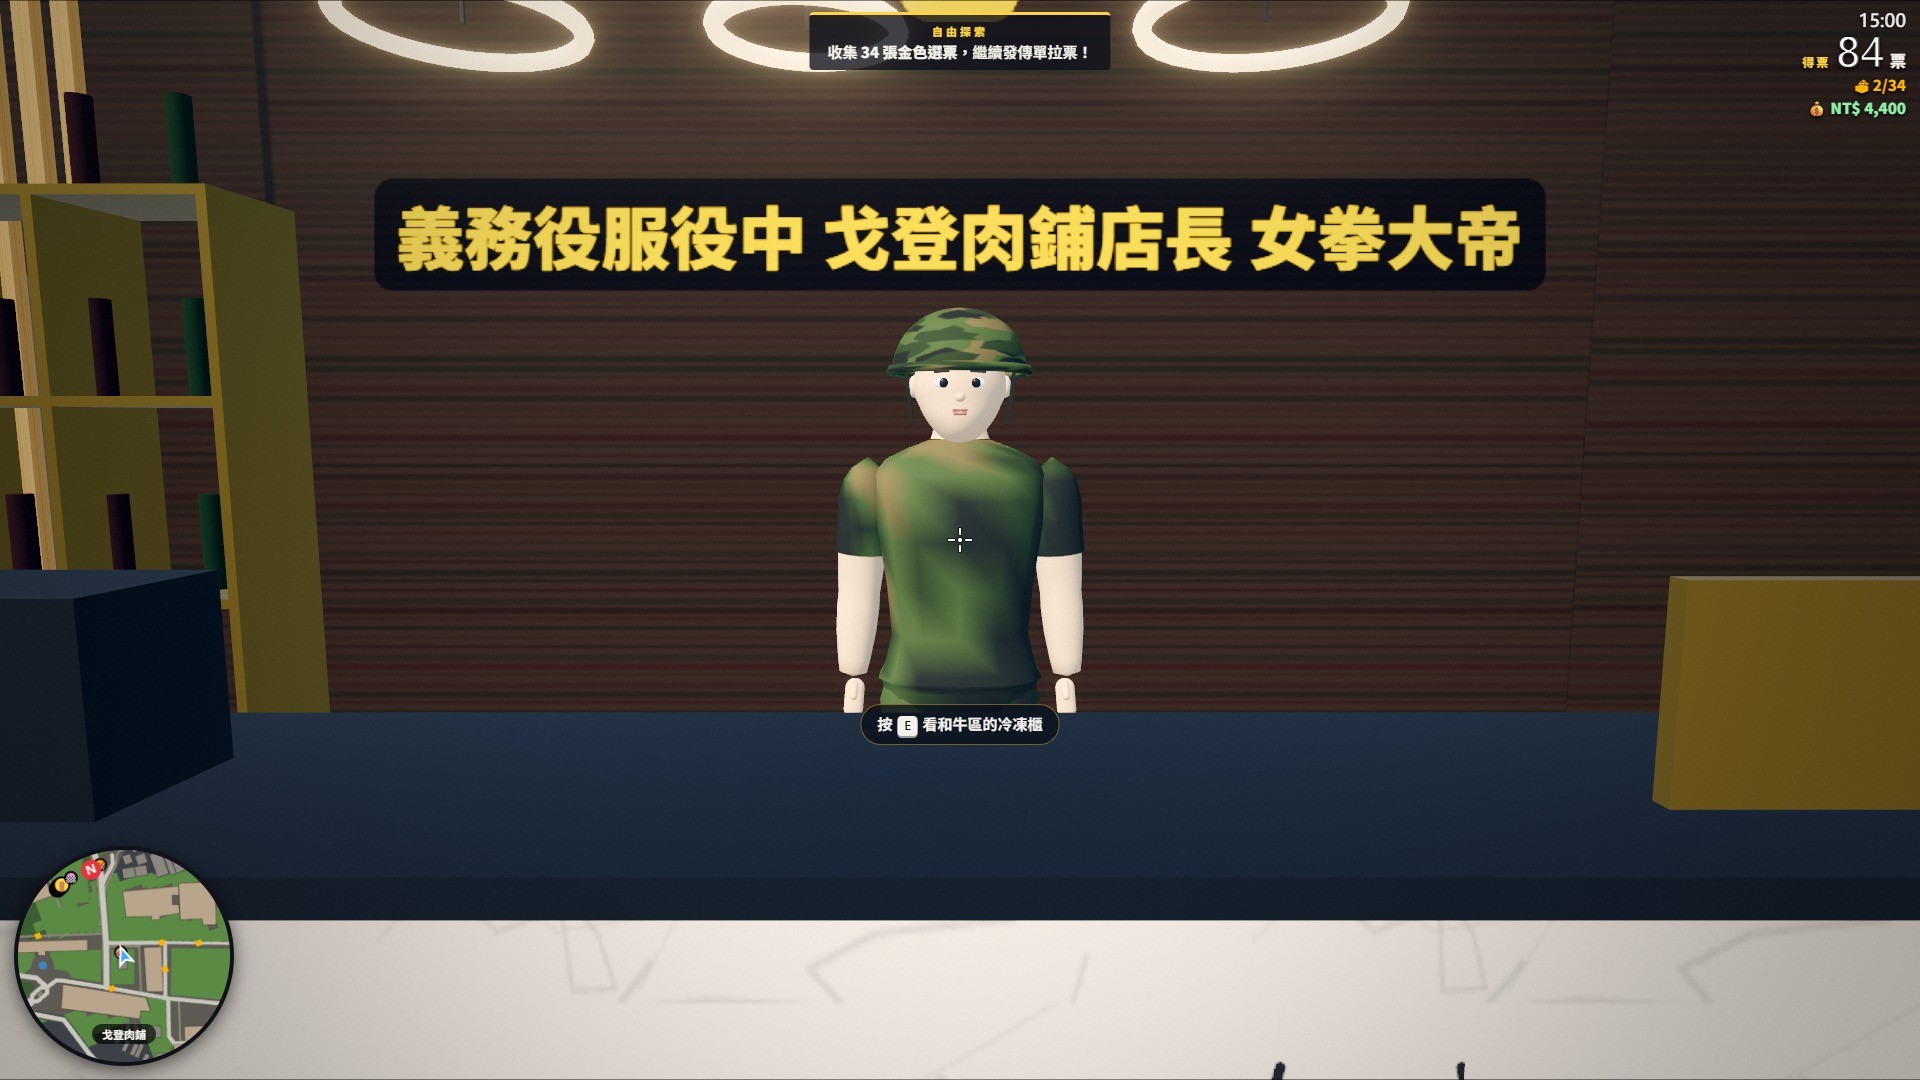 自由探索
收集 34 張金色選票，繼續發傳單拉票！
15:00
得票 84 票
2/34
NT$ 4,400
義務役服役中 戈登肉鋪店長 女拳大帝
按 E 看和牛區的冷凍櫃
N
戈登肉鋪